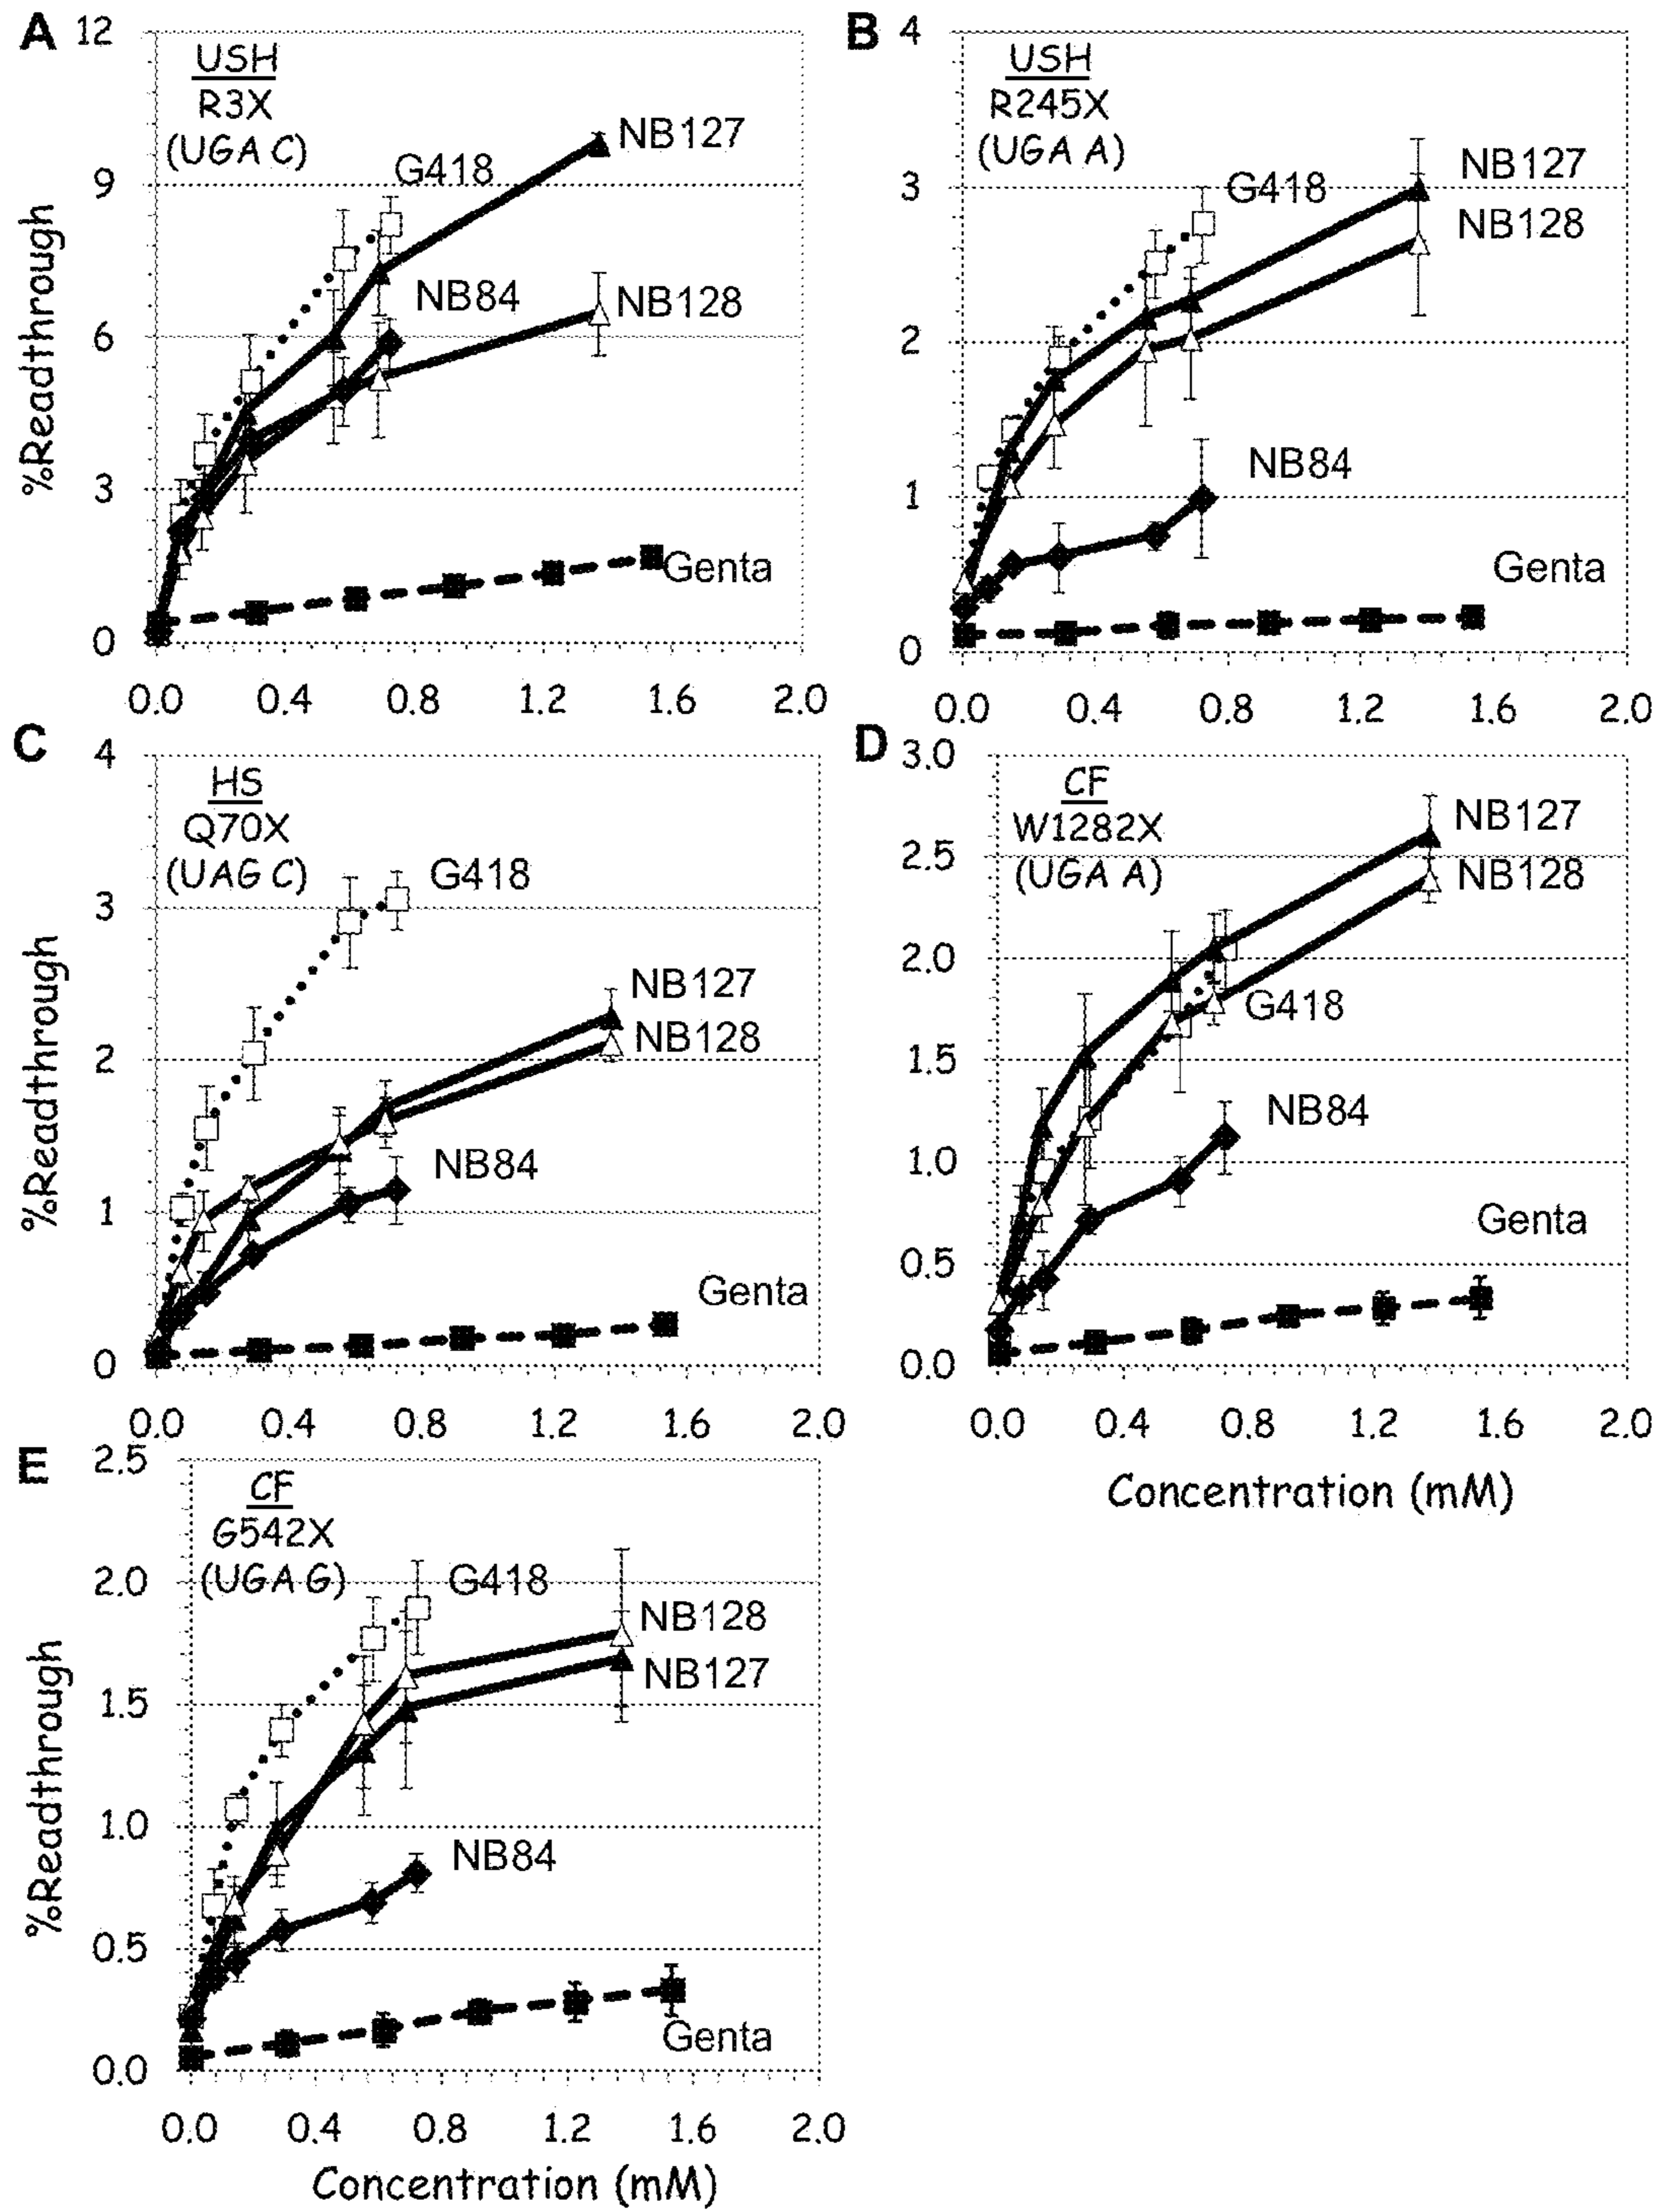 A
12
9
6
3
0
%Readthrough
USH
R3X
(UGA C)
G418
NB127
NB84
NB128
Genta
0.0 0.4 0.8 1.2 1.6 2.0
B
4
3
2
1
0
USH
R245X
(UGA A)
G418
NB127
NB128
NB84
Genta
0.0 0.4 0.8 1.2 1.6 2.0
C
4
3
2
1
0
%Readthrough
HS
Q70X
(UAG C)
G418
NB127
NB128
NB84
Genta
0.0 0.4 0.8 1.2 1.6 2.0
D
3.0
2.5
2.0
1.5
1.0
0.5
0.0
CF
W1282X
(UGA A)
NB127
NB128
G418
NB84
Genta
0.0 0.4 0.8 1.2 1.6 2.0
Concentration (mM)
E
2.5
2.0
1.5
1.0
0.5
0.0
%Readthrough
CF
G542X
(UGA G)
G418
NB128
NB127
NB84
Genta
0.0 0.4 0.8 1.2 1.6 2.0
Concentration (mM)